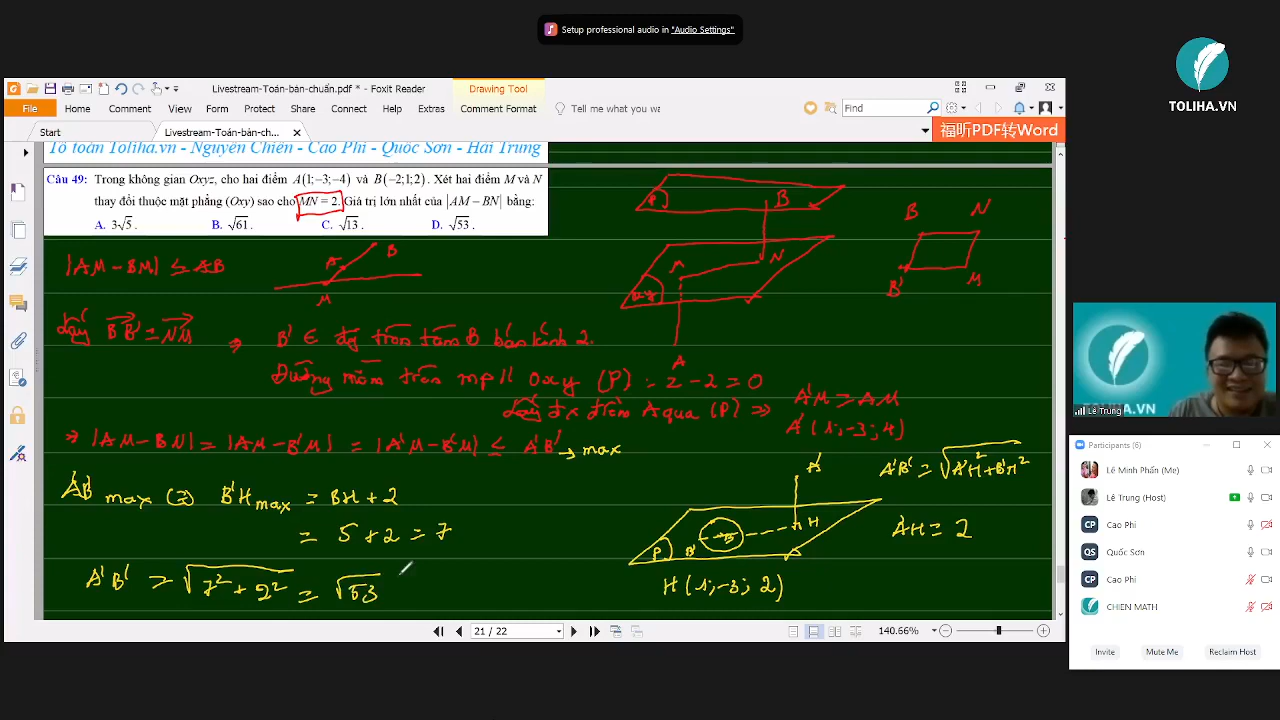 Setup professional audio in "Audio Settings"
TOLIHA.VN
Livestream-Toán-bản-chuẩn.pdf * - Foxit Reader
Drawing Tool
File Home Comment View Form Protect Share Connect Help Extras Comment Format Tell me what you wa
Find
福昕PDF转Word
Start
Livestream-Toán-bản-ch...
Tổ toán Toliha.vn - Nguyễn Chiến - Cao Phi - Quốc Sơn - Hải Trung
Câu 49: Trong không gian Oxyz, cho hai điểm A(1;-3;-4) và B(-2;1;2). Xét hai điểm M và N
thay đổi thuộc mặt phẳng (Oxy) sao cho MN = 2. Giá trị lớn nhất của |AM − BN| bằng:
A. 3√5. B. √61. C. √13. D. √53.
P
B
M
N
Oxy
A
B
N
B'
M
|AM − BM| ≤ AB
A
B
M
Lấy BB' = NM ⇒ B' ∈ đg tròn tâm B bán kính 2.
Đường nằm trên mp // Oxy (P) : z − 2 = 0
Lấy đx điểm A qua (P) ⇒ A'M = AM
A'(1;-3;4)
⇒ |AM − BN| = |AM − B'M| = |A'M − B'M| ≤ A'B' → max
A'B' max ⇔ B'H max = BH + 2
= 5 + 2 = 7
A'B' = √7² + 2² = √53
A'
H
B
B'
P
H(1;-3;2)
A'B' = √A'H² + B'H²
A'H = 2
Lê Trung
Participants (6)
Lê Minh Phấn (Me)
Lê Trung (Host)
CP Cao Phi
QS Quốc Sơn
CP Cao Phi
CHIEN MATH
Invite Mute Me Reclaim Host
21 / 22
140.66%